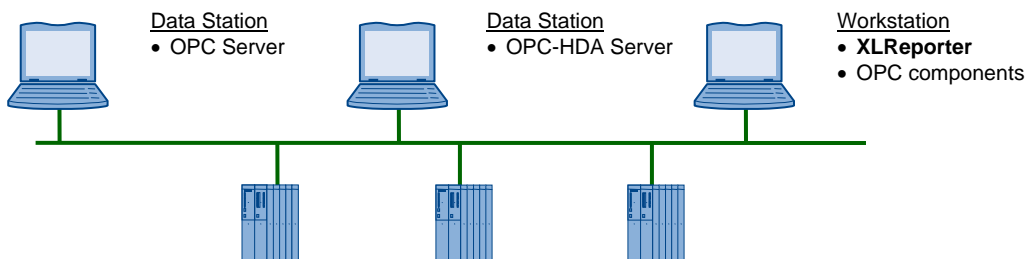 Data Station
• OPC Server
Data Station
• OPC-HDA Server
Workstation
• XLReporter
• OPC components